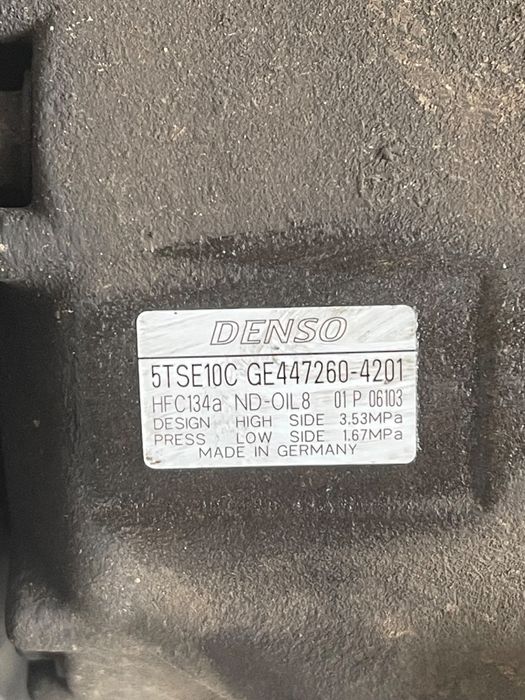 DENSO
5TSE10C GE447260-4201
HFC134a ND-OIL8 01 P 06103
DESIGN HIGH SIDE 3.53MPa
PRESS LOW SIDE 1.67MPa
MADE IN GERMANY